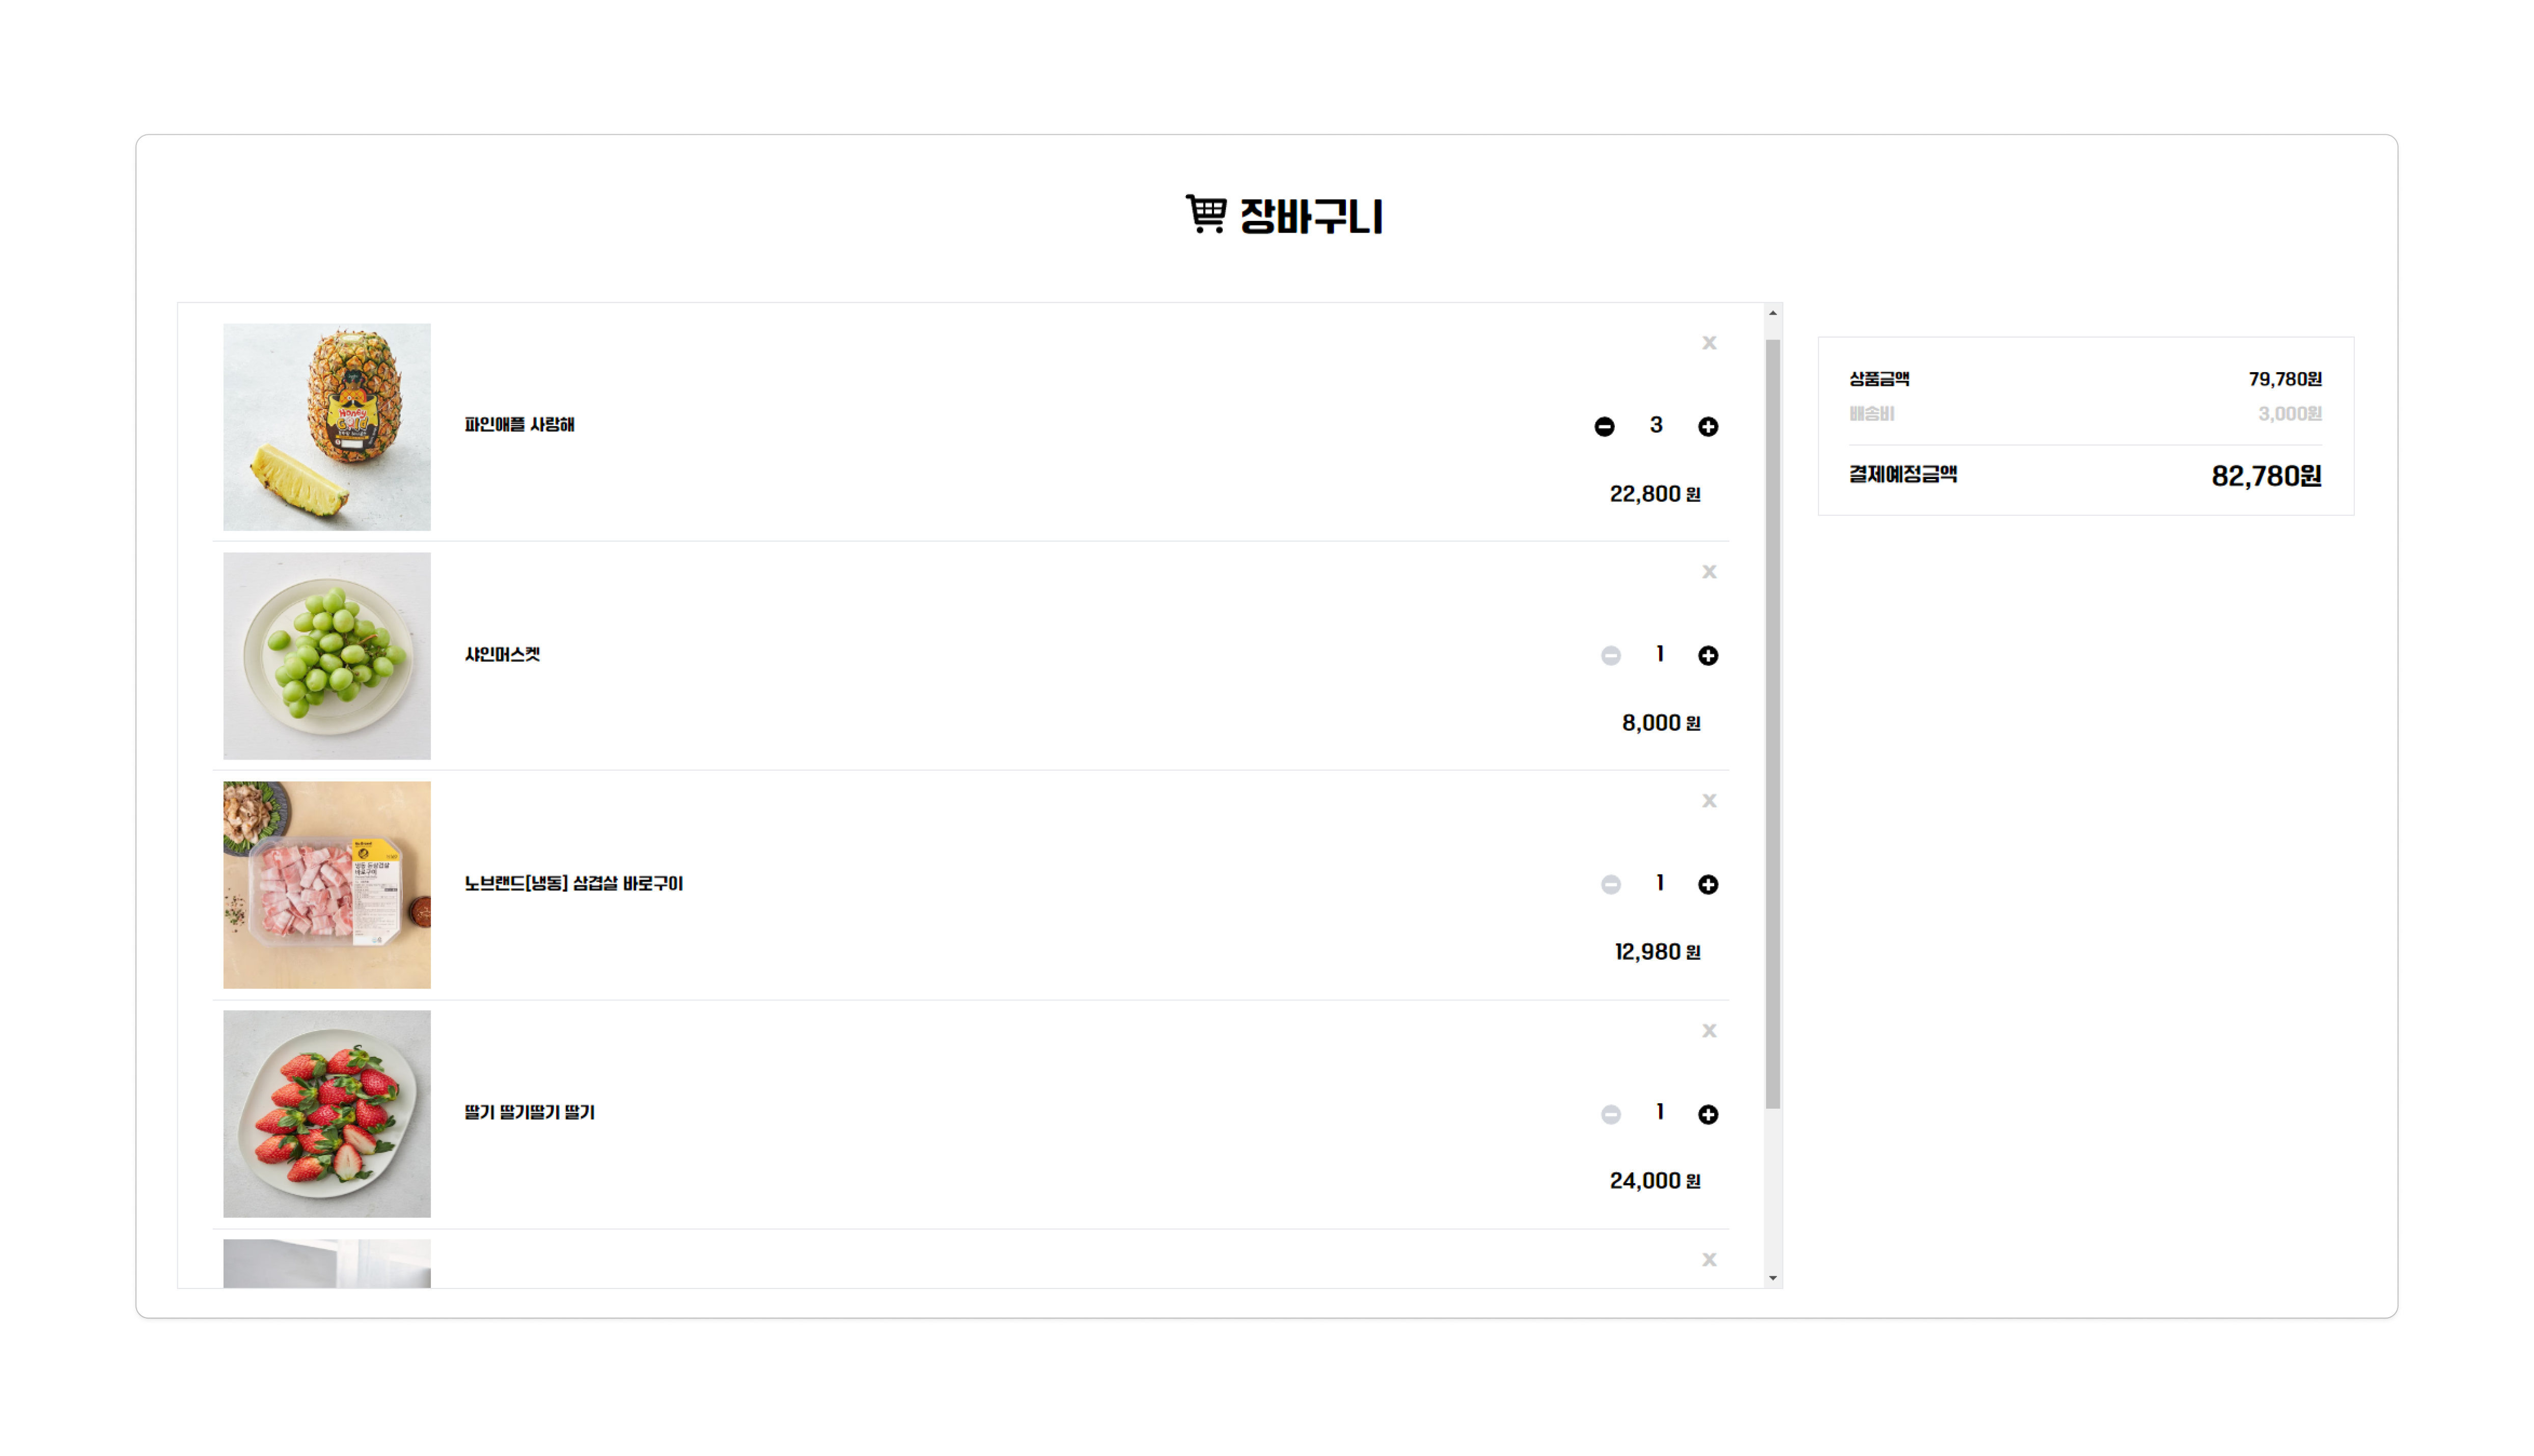 장바구니
x
파인애플 사랑해
3
22,800 원
x
샤인머스켓
1
8,000 원
x
노브랜드[냉동] 삼겹살 바로구이
1
12,980 원
x
딸기 딸기딸기 딸기
1
24,000 원
x
상품금액 79,780원
배송비 3,000원
결제예정금액 82,780원
Honey
Gold